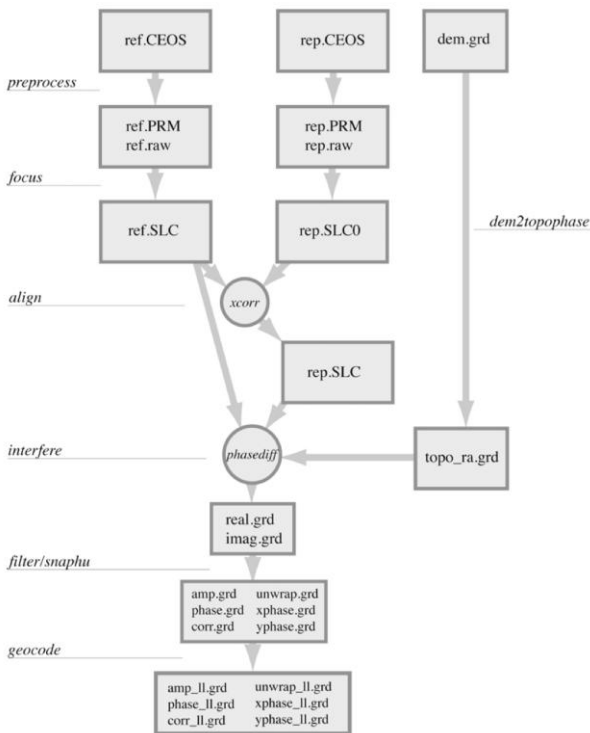 ref.CEOS
rep.CEOS
dem.grd
preprocess
ref.PRM
ref.raw
rep.PRM
rep.raw
focus
ref.SLC
rep.SLC0
dem2topophase
align
xcorr
rep.SLC
interfere
phasediff
topo_ra.grd
real.grd
imag.grd
filter/snaphu
amp.grd unwrap.grd
phase.grd xphase.grd
corr.grd yphase.grd
geocode
amp_ll.grd unwrap_ll.grd
phase_ll.grd xphase_ll.grd
corr_ll.grd yphase_ll.grd